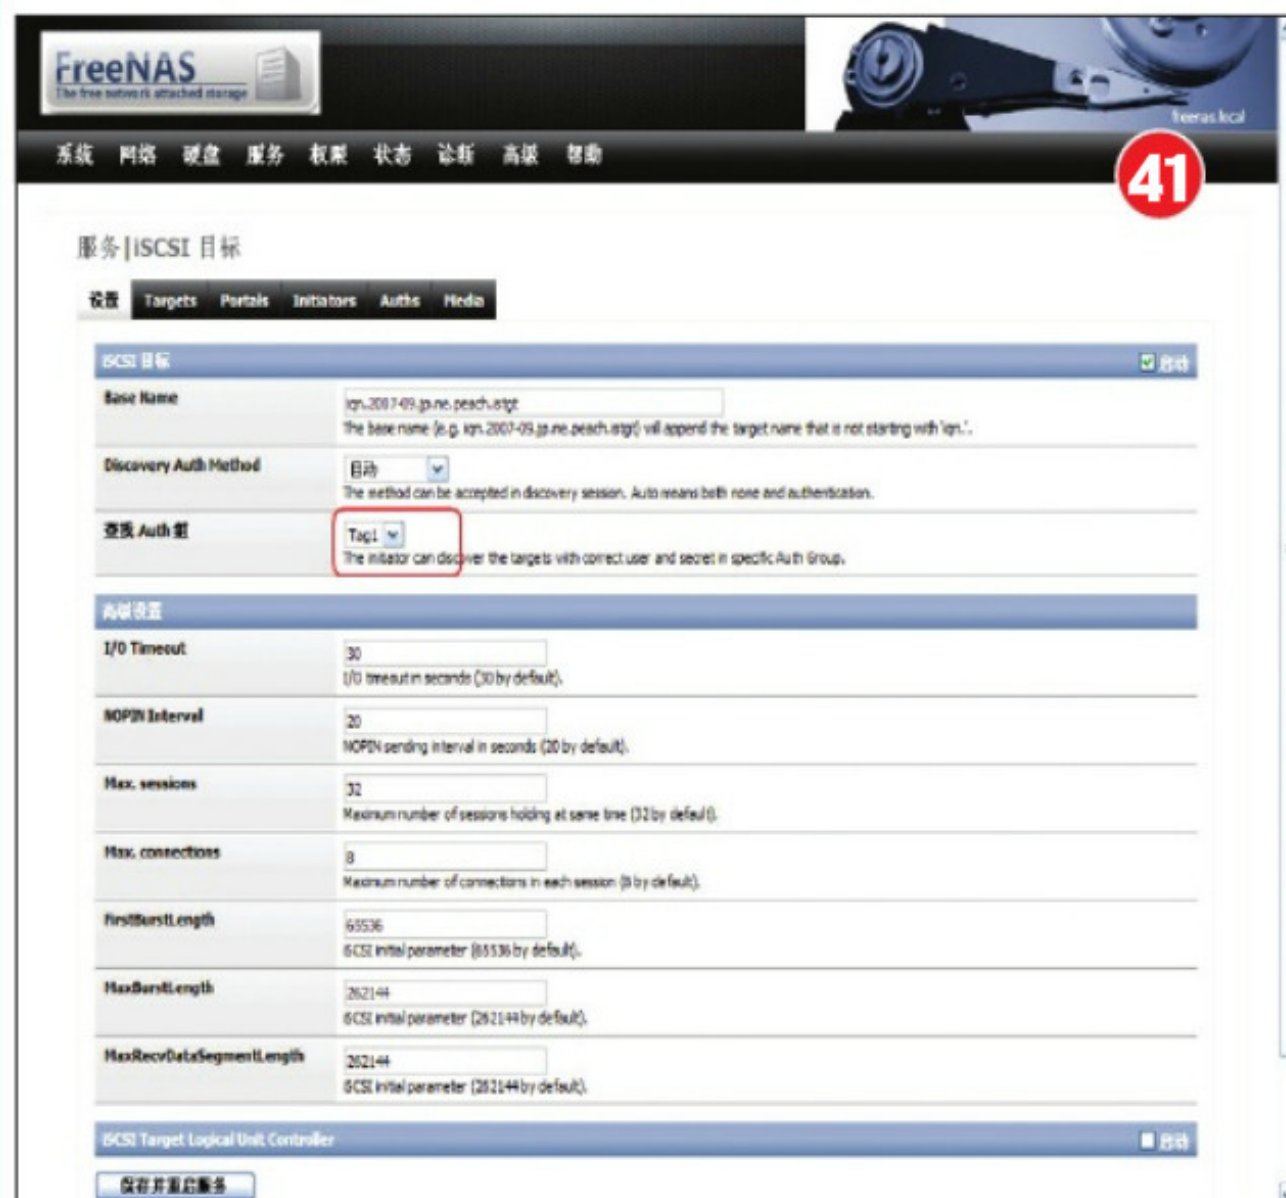 FreeNAS
The free network attached storage
freenas.local
系统 网络 硬盘 服务 权限 状态 诊断 高级 帮助
41
服务|iSCSI 目标
设置 Targets Portals Initiators Auths Media
iSCSI 目标 启动
Base Name
iqn.2007-09.jp.ne.peach.istgt
The base name (e.g. iqn.2007-09.jp.ne.peach.istgt) will append the target name that is not starting with 'iqn.'.
Discovery Auth Method
自动
The method can be accepted in discovery session. Auto means both none and authentication.
查找 Auth 组
Tag1
The initiator can discover the targets with correct user and secret in specific Auth Group.
高级设置
I/O Timeout
30
I/O timeout in seconds (30 by default).
NOPIN Interval
20
NOPIN sending interval in seconds (20 by default).
Max. sessions
32
Maximum number of sessions holding at same time (32 by default).
Max. connections
8
Maximum number of connections in each session (8 by default).
FirstBurstLength
65536
iSCSI initial parameter (65536 by default).
MaxBurstLength
262144
iSCSI initial parameter (262144 by default).
MaxRecvDataSegmentLength
262144
iSCSI initial parameter (262144 by default).
iSCSI Target Logical Unit Controller 启动
保存并重启服务